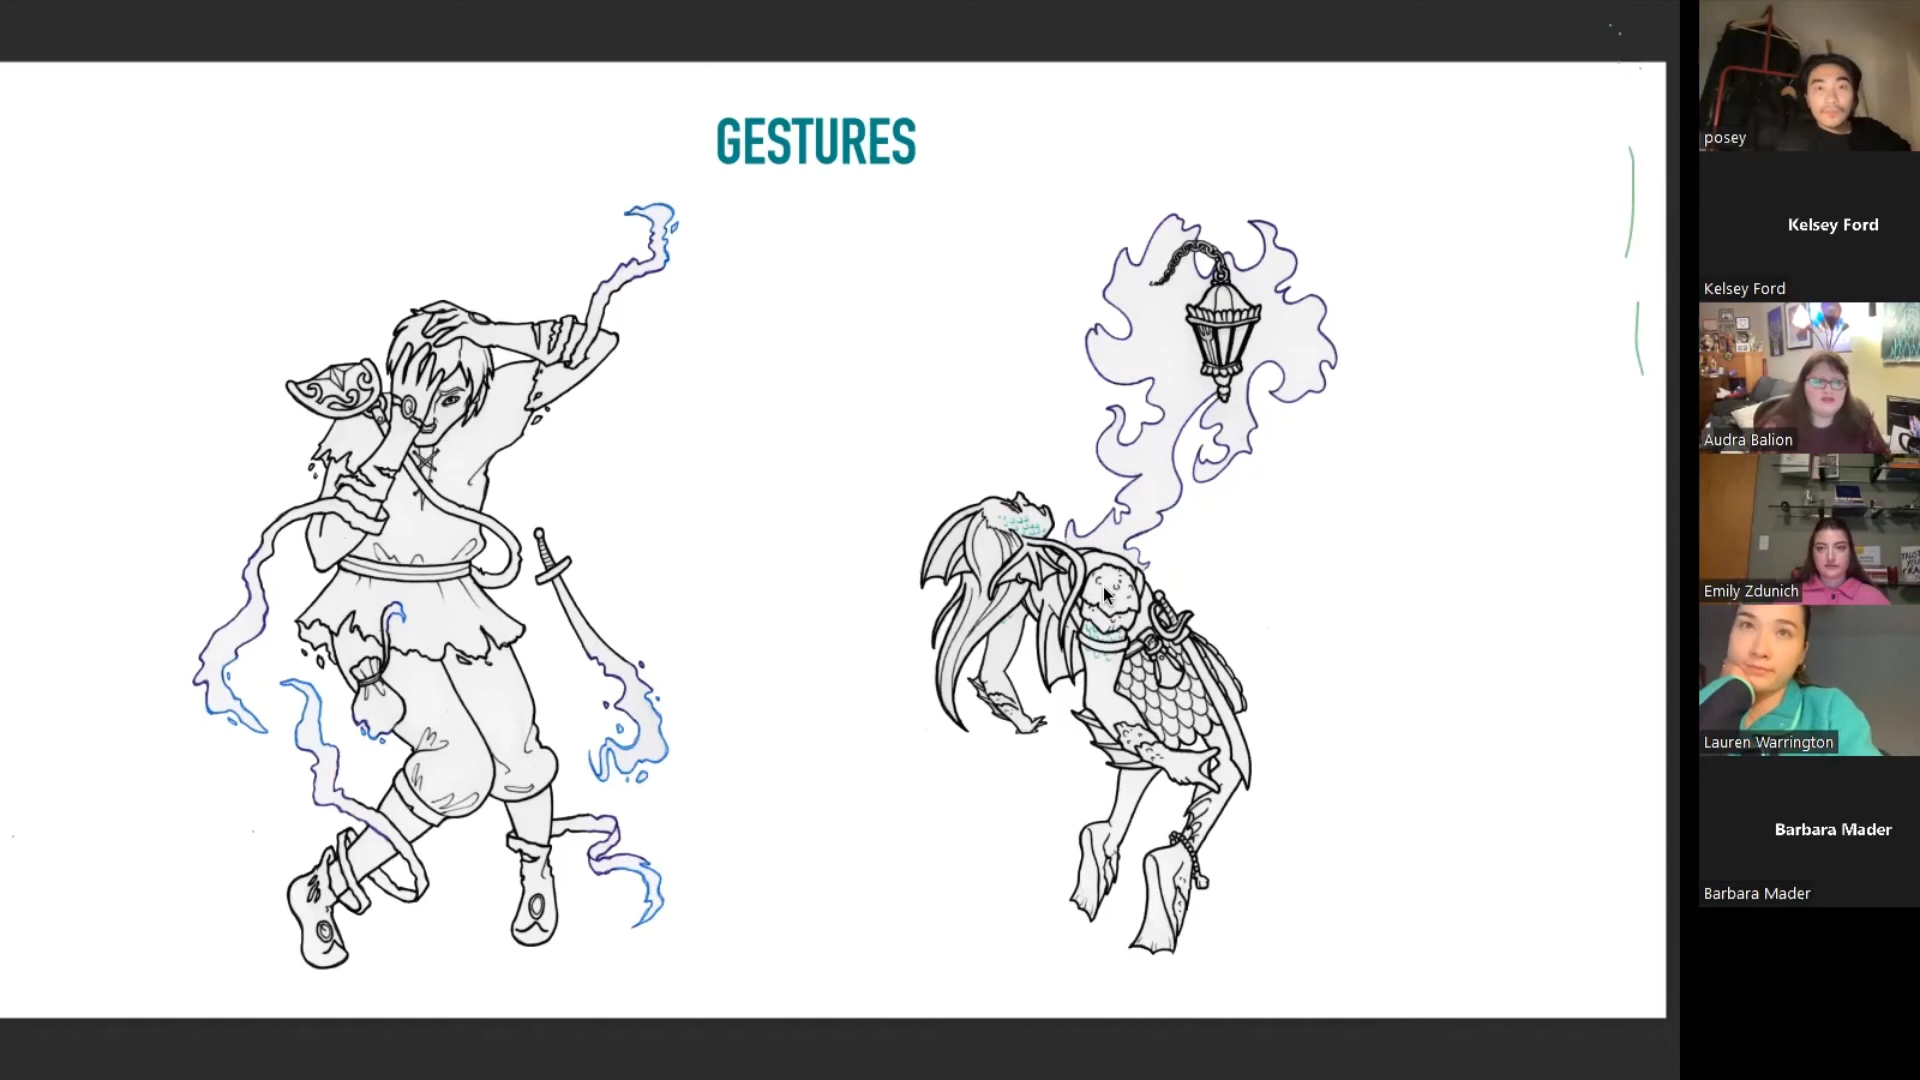 GESTURES
posey
Kelsey Ford
Kelsey Ford
Audra Balion
Emily Zdunich
Lauren Warrington
Barbara Mader
Barbara Mader